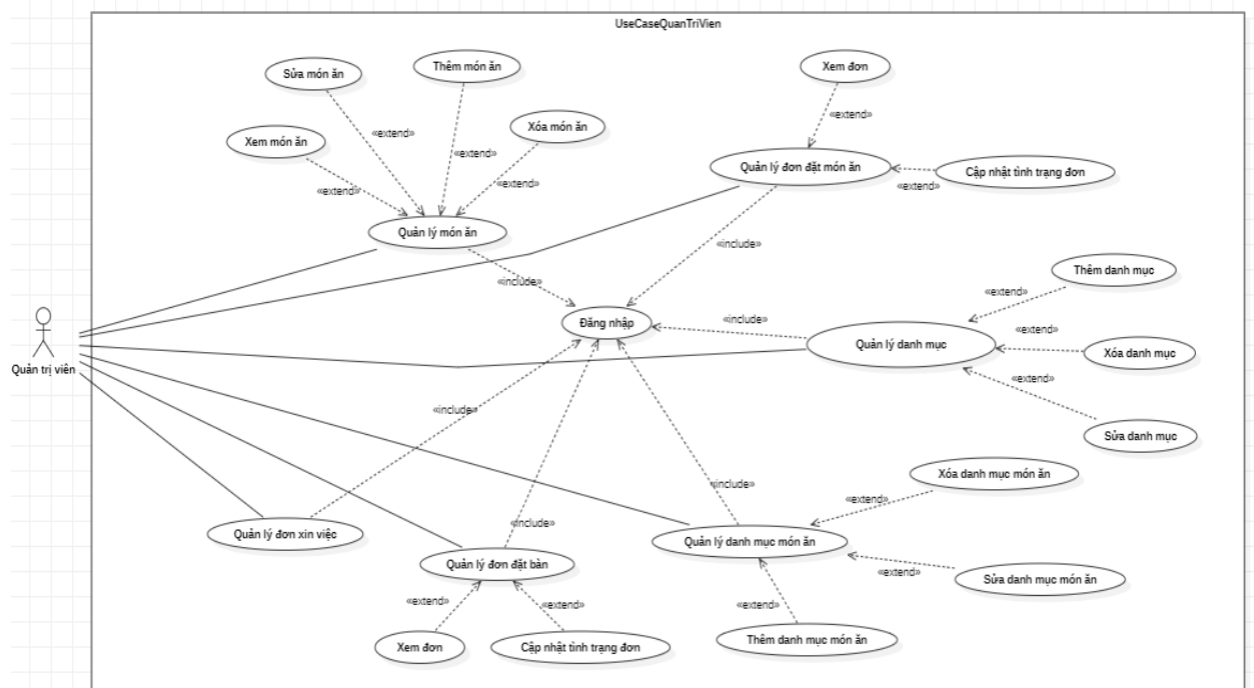 UseCaseQuanTriVien
Sửa món ăn
Thêm món ăn
Xem đơn
Xem món ăn
Xóa món ăn
«extend»
«extend»
«extend»
«extend»
«extend»
Quản lý đơn đặt món ăn
Cập nhật tình trạng đơn
«extend»
Quản lý món ăn
«include»
«include»
Thêm danh mục
«extend»
Đăng nhập
«include»
«extend»
Quản lý danh mục
Xóa danh mục
Quản trị viên
«extend»
«include»
Sửa danh mục
Xóa danh mục món ăn
«include»
«extend»
Quản lý đơn xin việc
«include»
Quản lý danh mục món ăn
Quản lý đơn đặt bàn
«extend»
Sửa danh mục món ăn
«extend»
«extend»
«extend»
Xem đơn
Cập nhật tình trạng đơn
Thêm danh mục món ăn